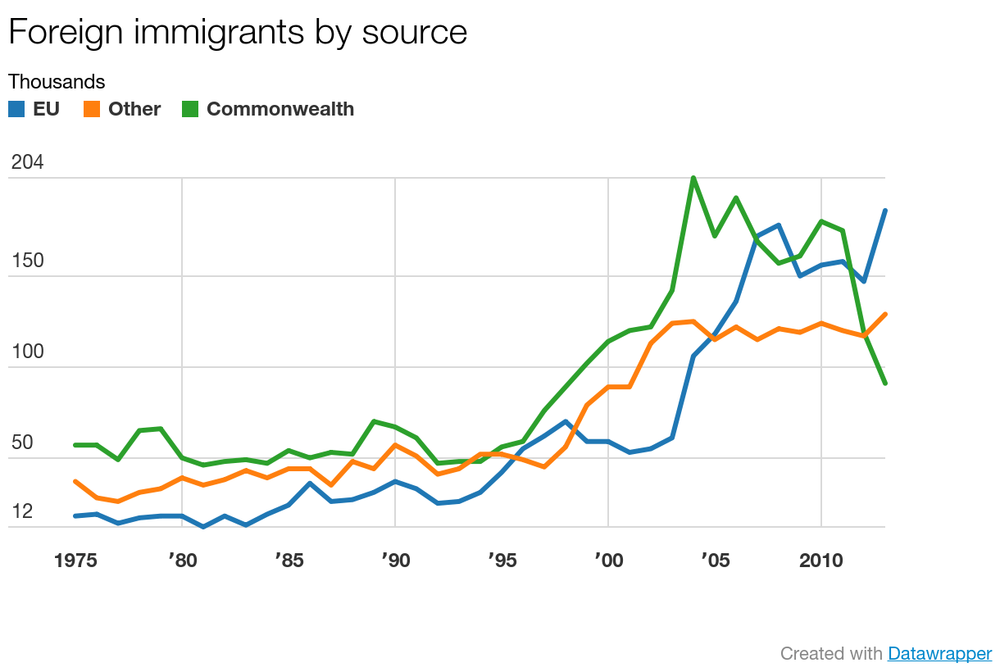 Foreign immigrants by source
Thousands
EU Other Commonwealth
204
150
100
50
12
1975 ’80 ’85 ’90 ’95 ’00 ’05 2010
Created with Datawrapper